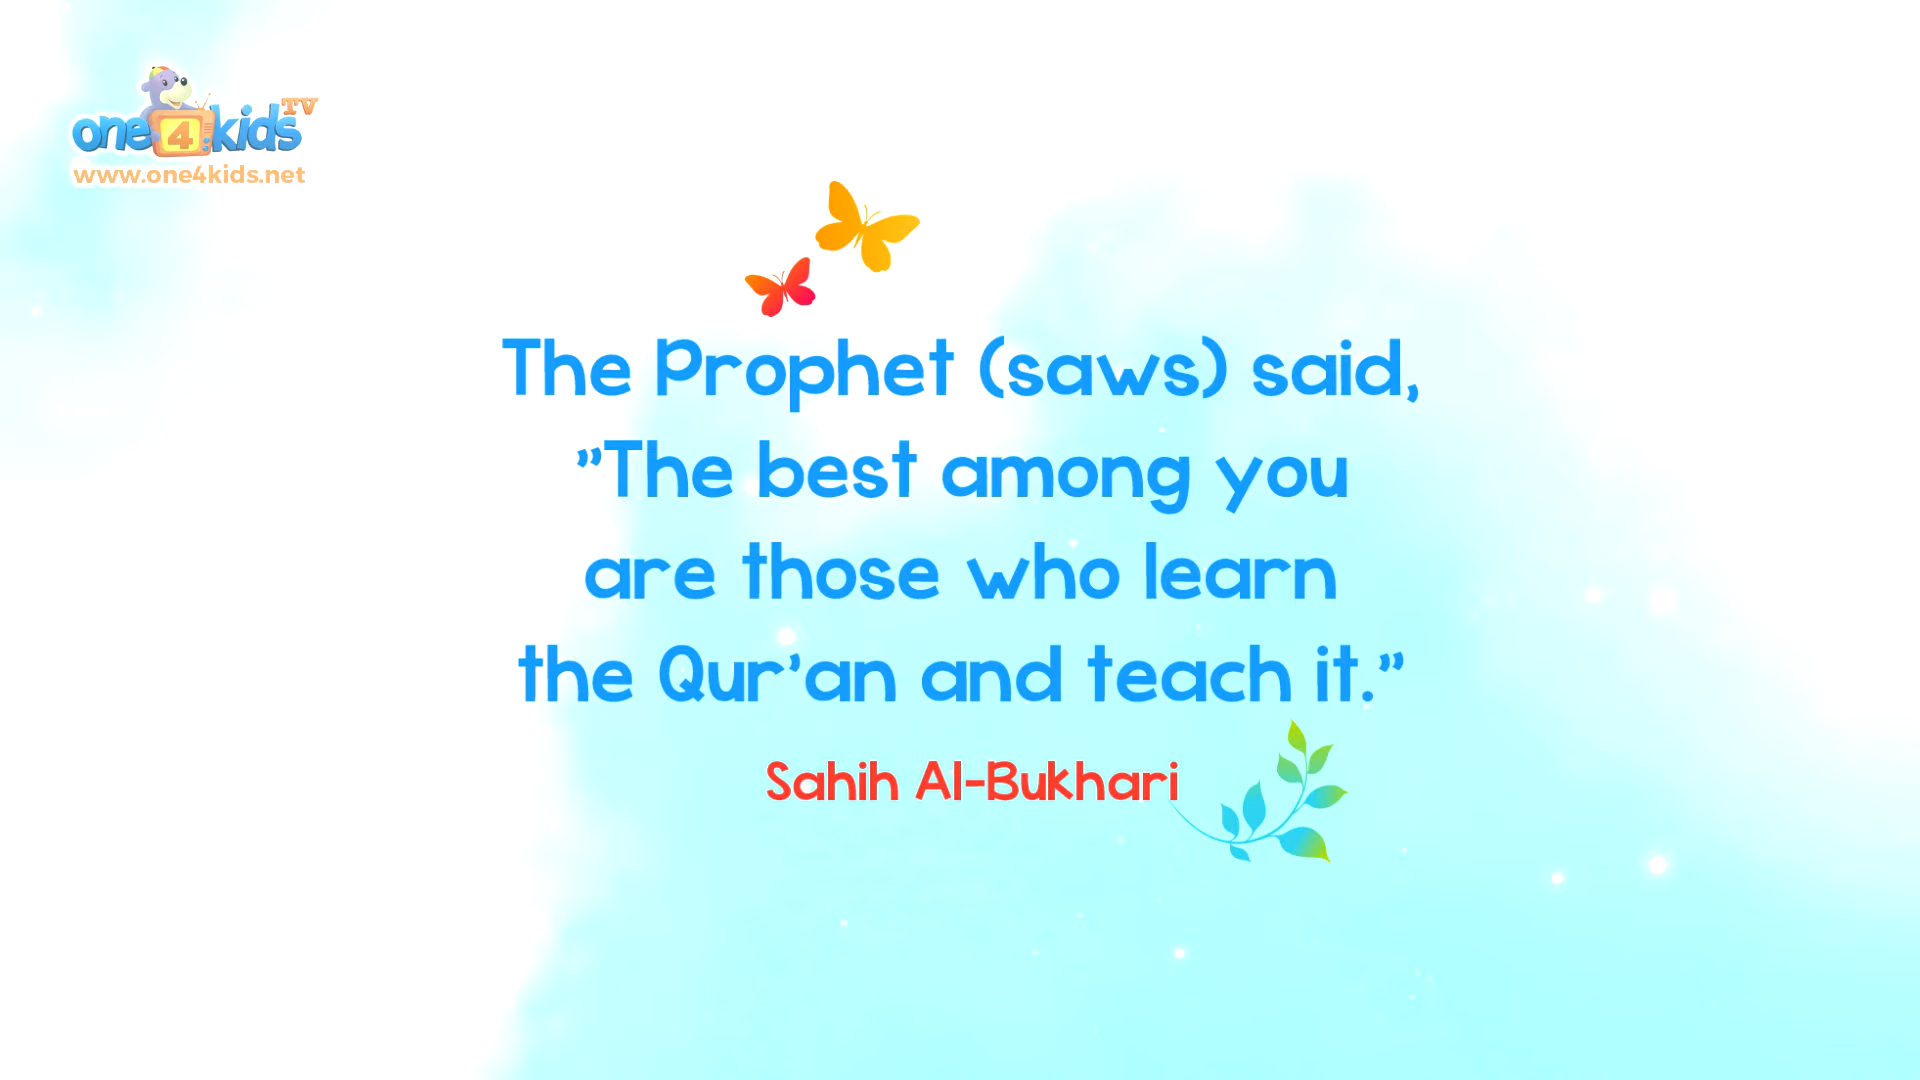 one4kids TV
www.one4kids.net
The Prophet (saws) said,
"The best among you
are those who learn
the Qur'an and teach it."
Sahih Al-Bukhari